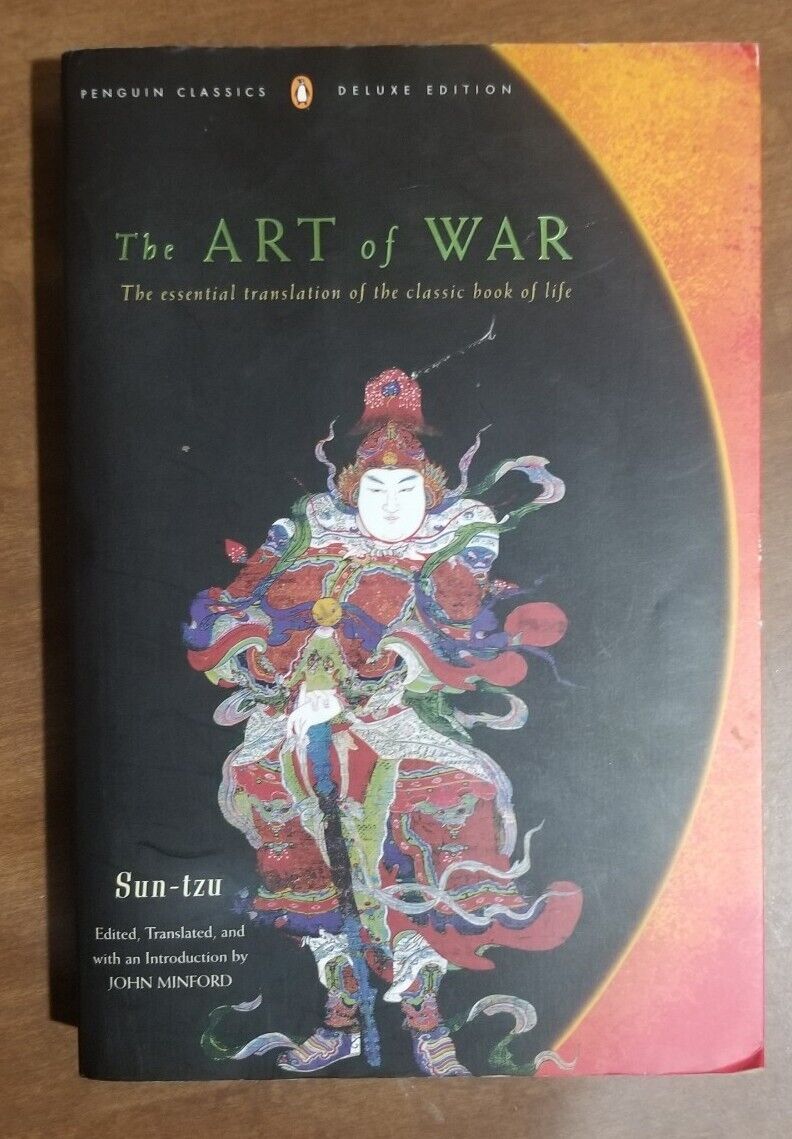 PENGUIN CLASSICS DELUXE EDITION
The ART of WAR
The essential translation of the classic book of life
Sun-tzu
Edited, Translated, and
with an Introduction by
JOHN MINFORD